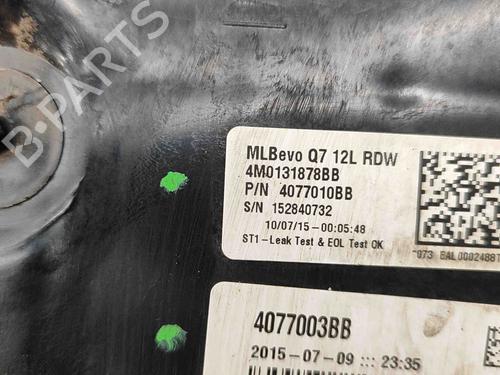 B-PARTS
MLBevo Q7 12L RDW
4M0131878BB
P/N 4077010BB
S/N 152840732
10/07/15-00:05:48
ST1-Leak Test & EOL Test OK
4077003BB
2015-07-09 ::: 23:35